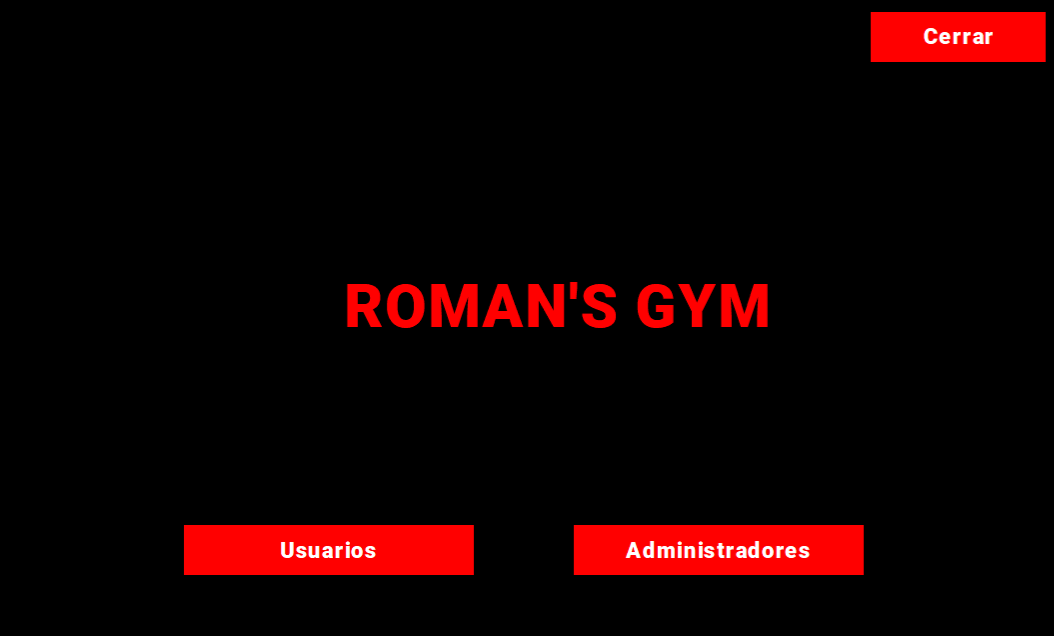 Cerrar
ROMAN'S GYM
Usuarios
Administradores